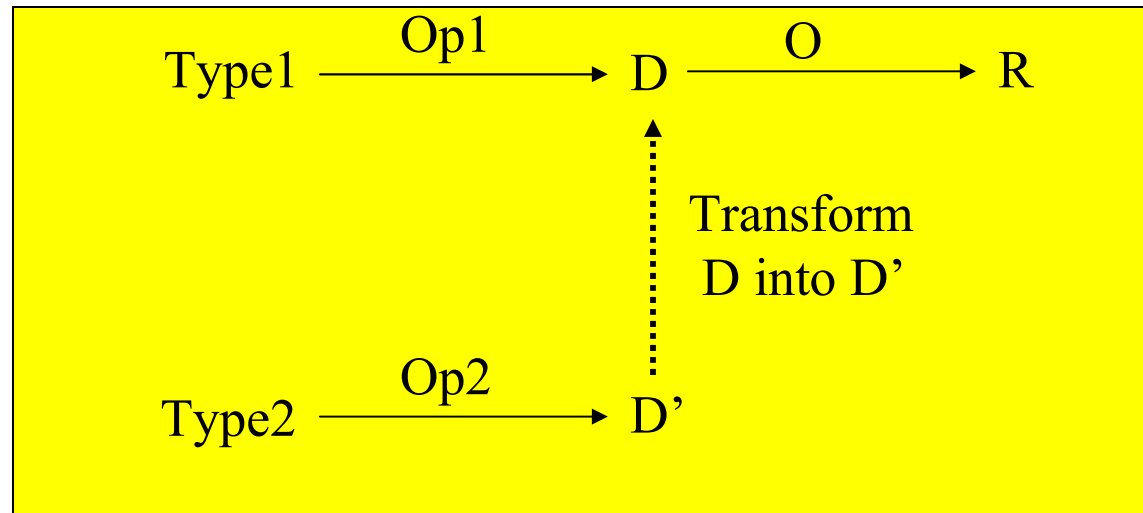 Op1 O
Type1 D R
Transform
D into D’
Op2
Type2 D’